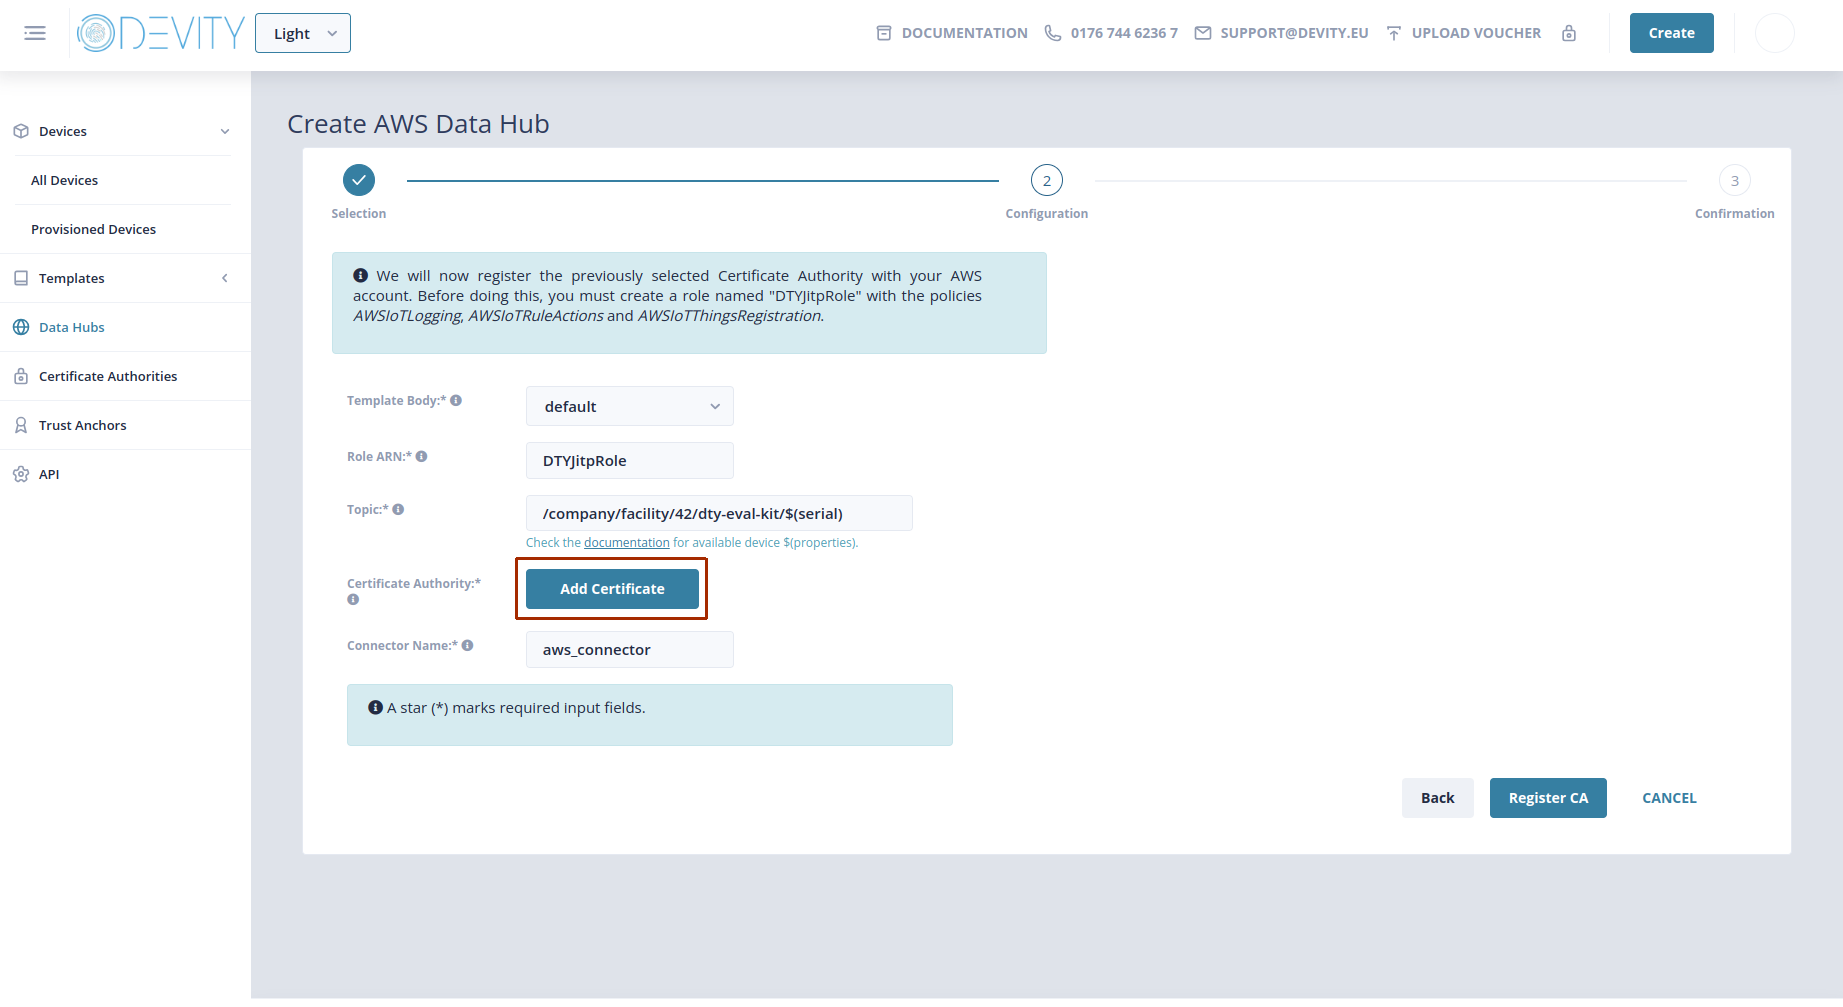 DEVITY
Light
DOCUMENTATION
0176 744 6236 7
SUPPORT@DEVITY.EU
UPLOAD VOUCHER
Create
Devices
All Devices
Provisioned Devices
Templates
Data Hubs
Certificate Authorities
Trust Anchors
API
Create AWS Data Hub
2
3
Selection
Configuration
Confirmation
We will now register the previously selected Certificate Authority with your AWS
account. Before doing this, you must create a role named "DTYJitpRole" with the policies
AWSIoTLogging, AWSIoTRuleActions and AWSIoTThingsRegistration.
Template Body:*
default
Role ARN:*
DTYJitpRole
Topic:*
/company/facility/42/dty-eval-kit/$(serial)
Check the documentation for available device $(properties).
Certificate Authority:*
Add Certificate
Connector Name:*
aws_connector
A star (*) marks required input fields.
Back
Register CA
CANCEL